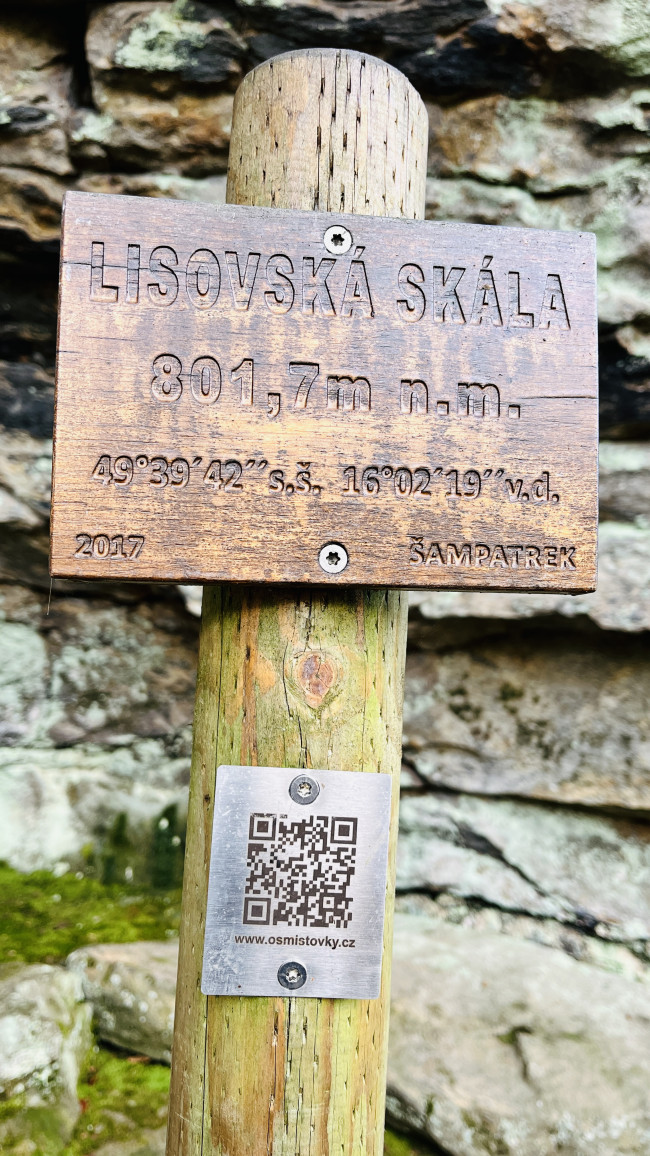 LISOVSKÁ SKÁLA
801,7m n.m.
49°39´42´´s.š. 16°02´19´´v.d.
2017 ŠAMPATREK
www.osmistovky.cz